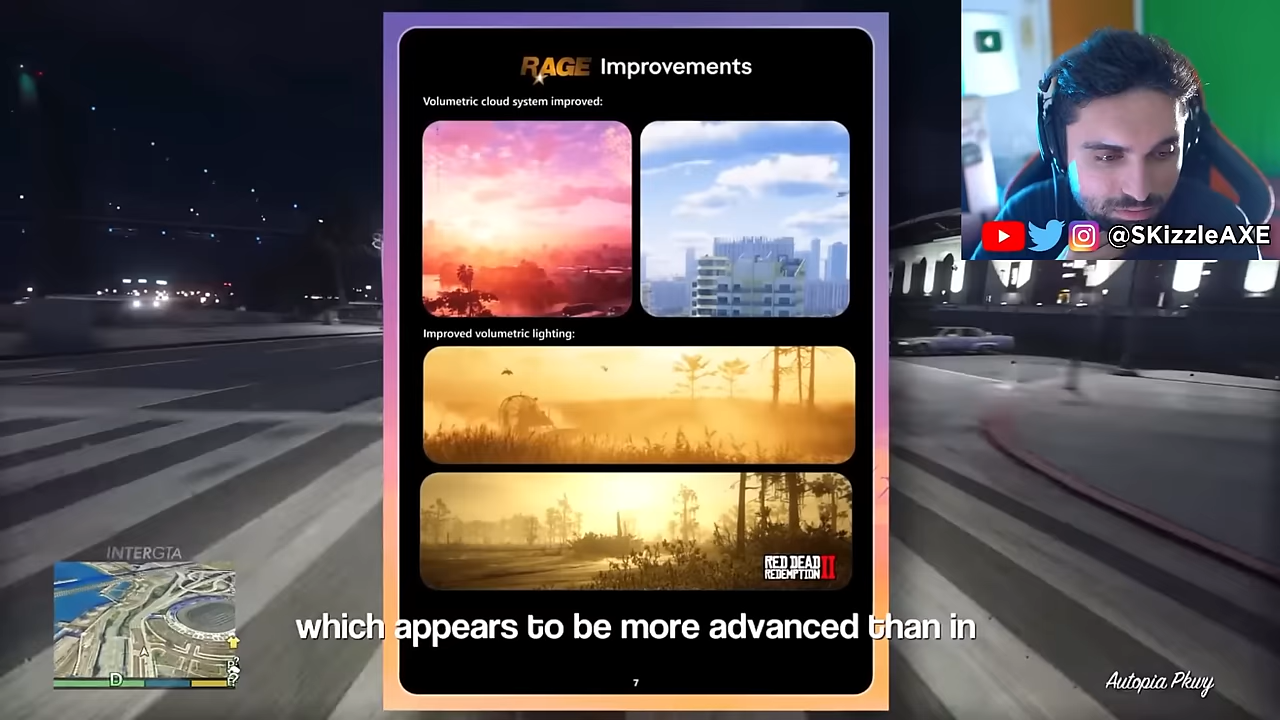 RAGE Improvements
Volumetric cloud system improved:
Improved volumetric lighting:
RED DEAD
REDEMPTION II
@SKizzleAXE
INTERGTA
D
which appears to be more advanced than in
7
Autopia Pkwy